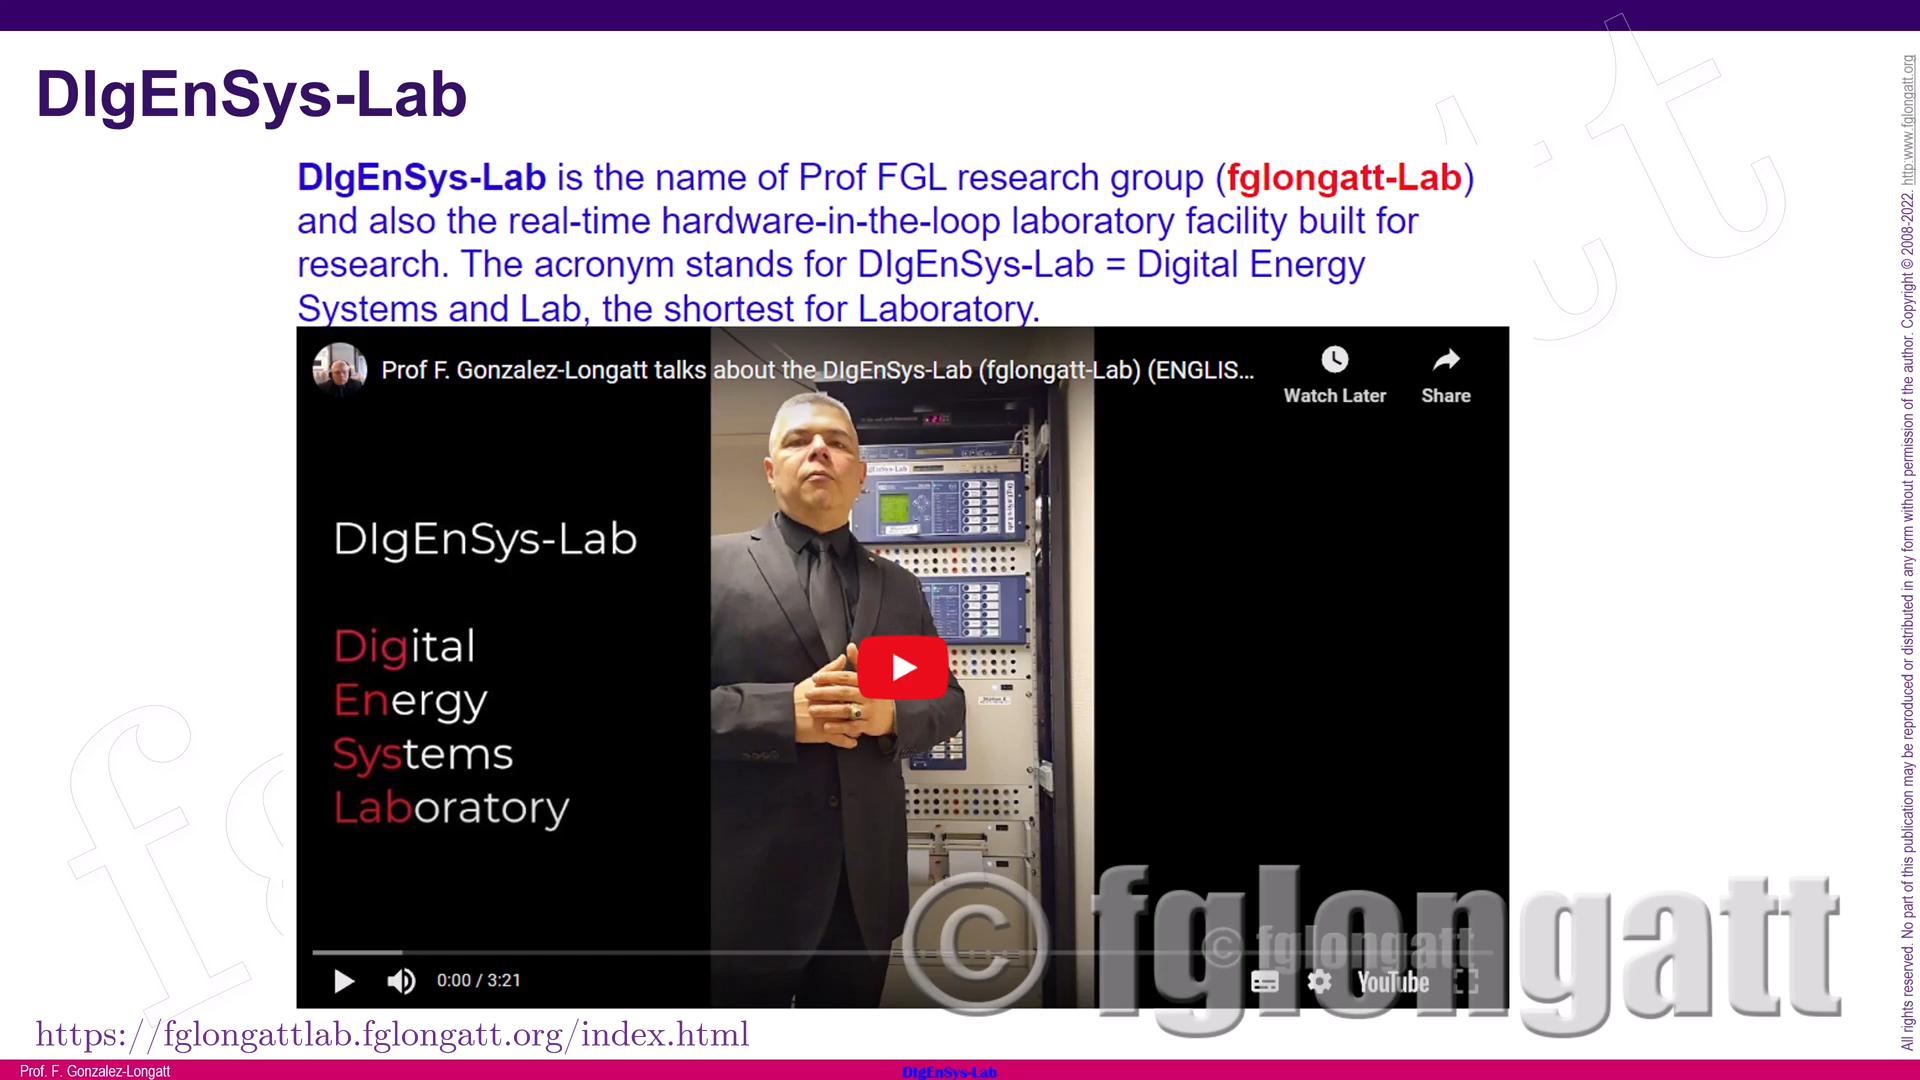 DIgEnSys-Lab
DIgEnSys-Lab is the name of Prof FGL research group (fglongatt-Lab)
and also the real-time hardware-in-the-loop laboratory facility built for
research. The acronym stands for DIgEnSys-Lab = Digital Energy
Systems and Lab, the shortest for Laboratory.
Prof F. Gonzalez-Longatt talks about the DIgEnSys-Lab (fglongatt-Lab) (ENGLIS...
Watch Later
Share
DIgEnSys-Lab
Digital
Energy
Systems
Laboratory
0:00 / 3:21
YouTube
© fglongatt
© fglongatt
https://fglongattlab.fglongatt.org/index.html
Prof. F. Gonzalez-Longatt
DIgEnSys-Lab
All rights reserved. No part of this publication may be reproduced or distributed in any form without permission of the author. Copyright © 2008-2022. http:www.fglongatt.org